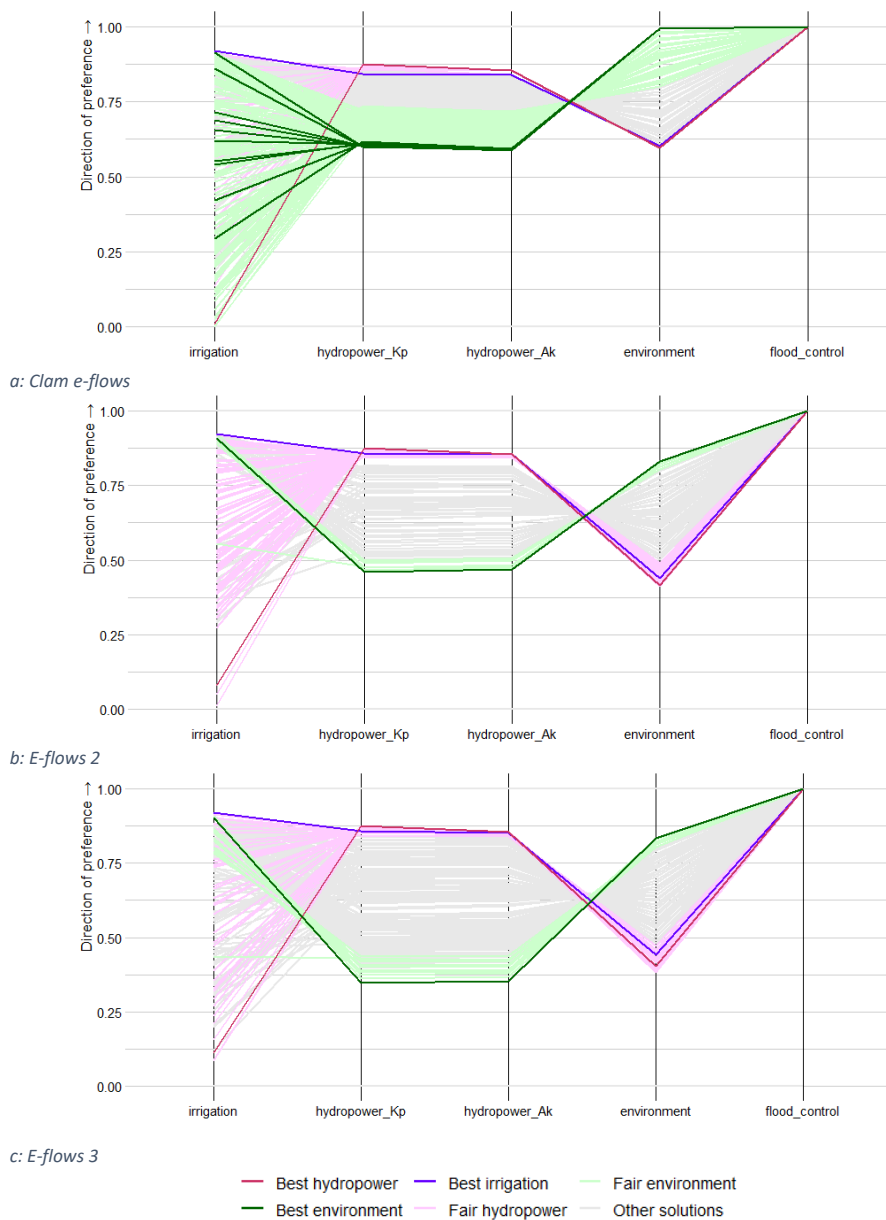 Direction of preference →
1.00
0.75
0.50
0.25
0.00
irrigation hydropower_Kp hydropower_Ak environment flood_control
a: Clam e-flows
Direction of preference →
1.00
0.75
0.50
0.25
0.00
irrigation hydropower_Kp hydropower_Ak environment flood_control
b: E-flows 2
Direction of preference →
1.00
0.75
0.50
0.25
0.00
irrigation hydropower_Kp hydropower_Ak environment flood_control
c: E-flows 3
Best hydropower Best irrigation Fair environment
Best environment Fair hydropower Other solutions